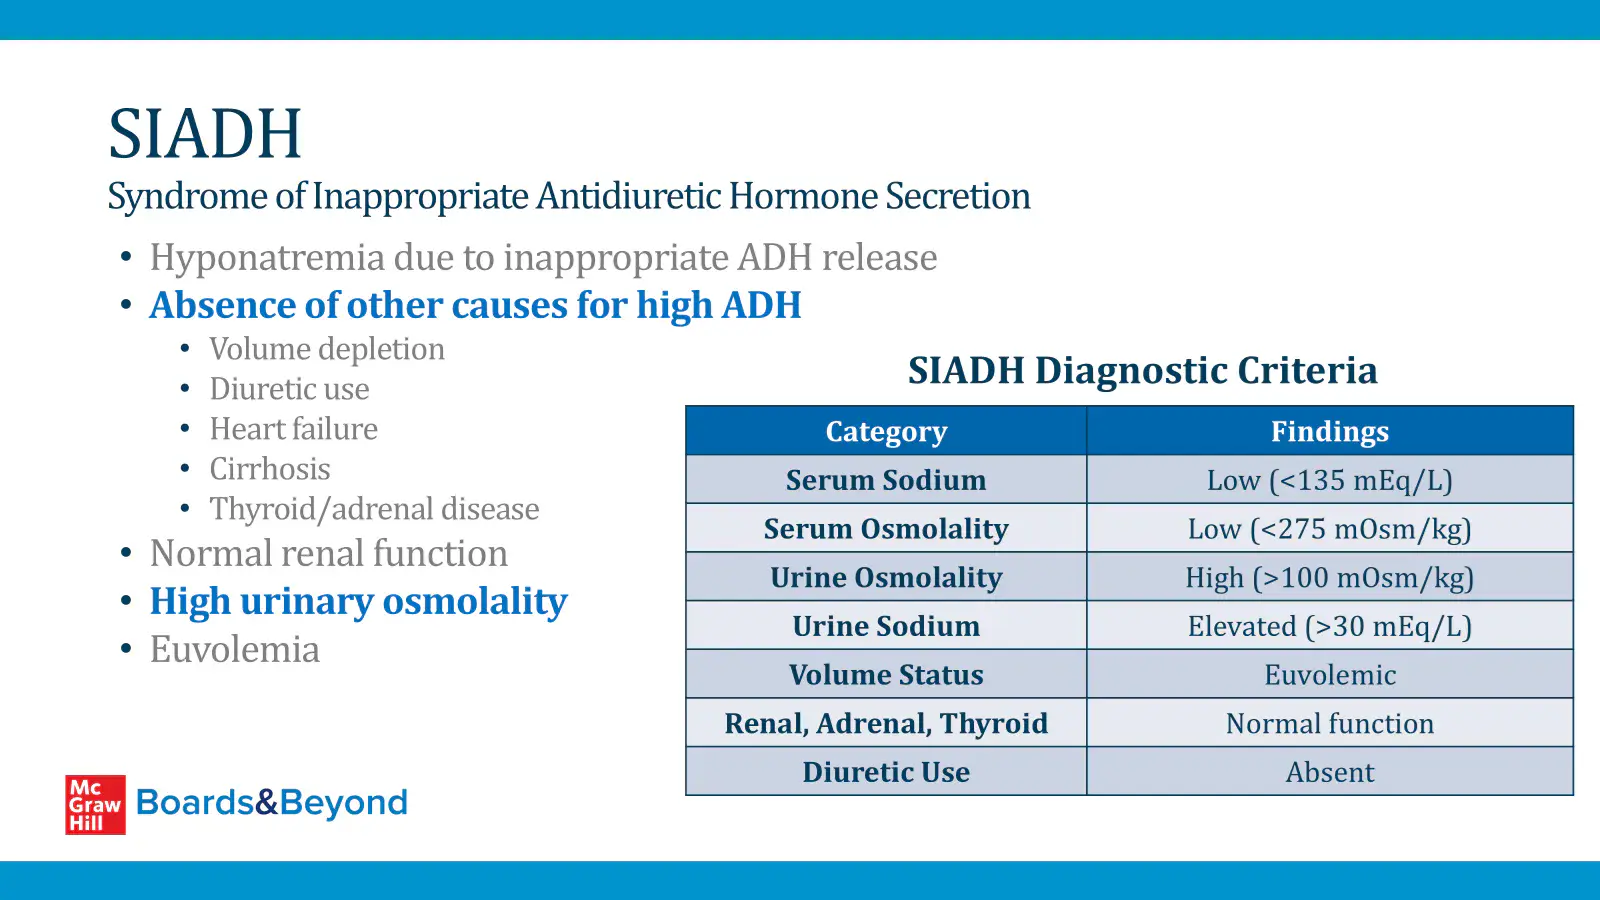 SIADH
Syndrome of Inappropriate Antidiuretic Hormone Secretion
• Hyponatremia due to inappropriate ADH release
• Absence of other causes for high ADH
• Volume depletion
• Diuretic use
• Heart failure
• Cirrhosis
• Thyroid/adrenal disease
• Normal renal function
• High urinary osmolality
• Euvolemia
SIADH Diagnostic Criteria
Category Findings
Serum Sodium Low (<135 mEq/L)
Serum Osmolality Low (<275 mOsm/kg)
Urine Osmolality High (>100 mOsm/kg)
Urine Sodium Elevated (>30 mEq/L)
Volume Status Euvolemic
Renal, Adrenal, Thyroid Normal function
Diuretic Use Absent
Mc
Graw
Hill
Boards&Beyond